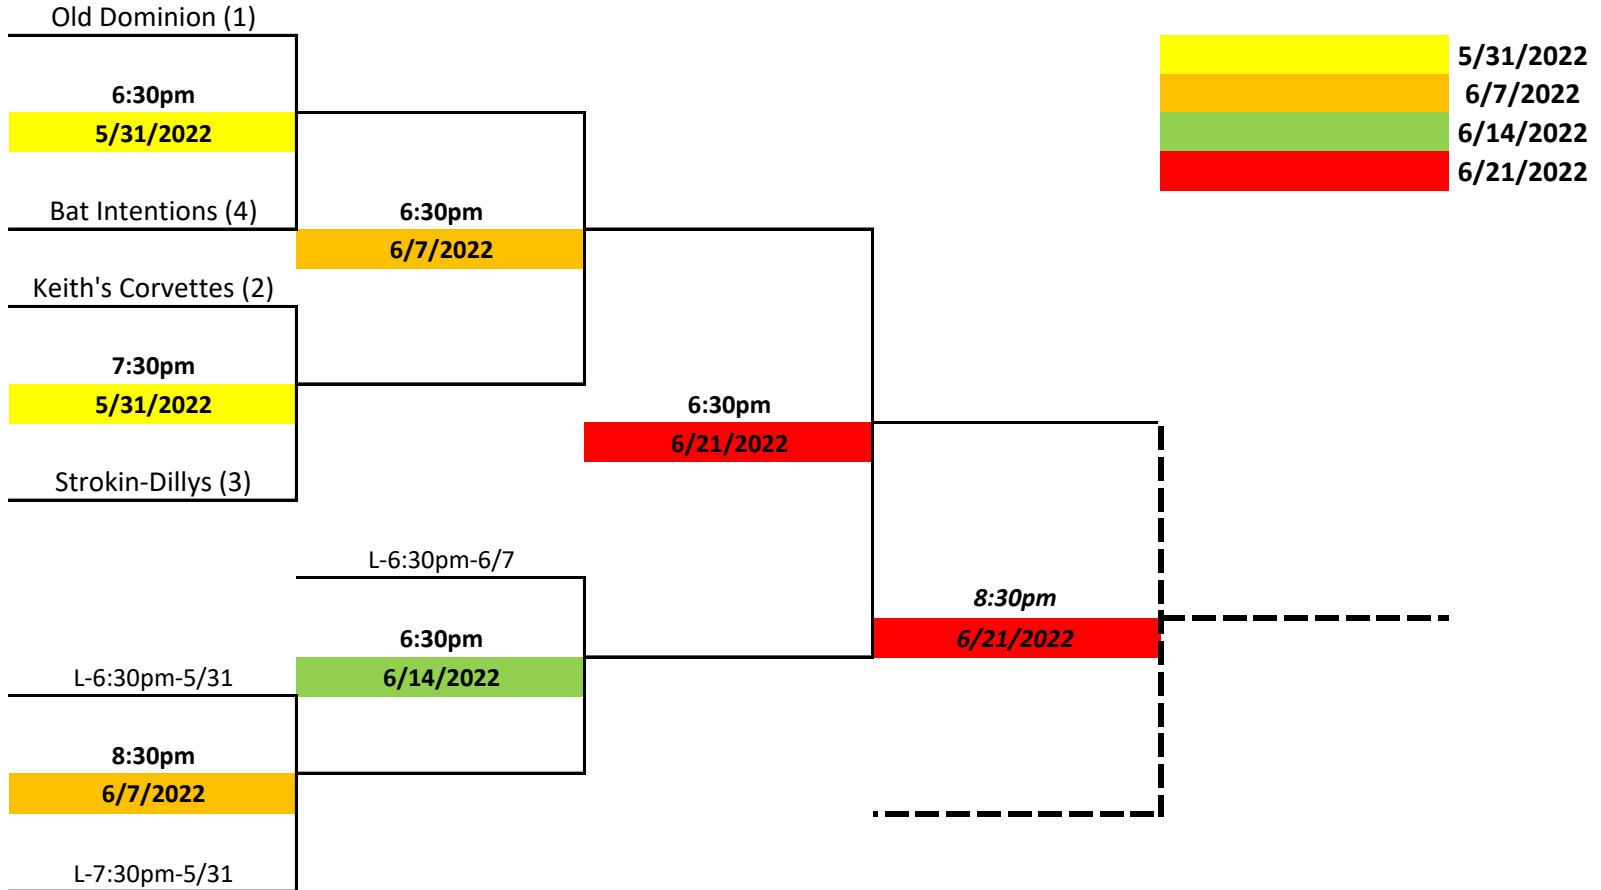 Old Dominion (1)
6:30pm
5/31/2022
Bat Intentions (4)
6:30pm
6/7/2022
Keith's Corvettes (2)
7:30pm
5/31/2022
6:30pm
6/21/2022
Strokin-Dillys (3)
L-6:30pm-6/7
8:30pm
6/21/2022
6:30pm
6/14/2022
L-6:30pm-5/31
8:30pm
6/7/2022
L-7:30pm-5/31
5/31/2022
6/7/2022
6/14/2022
6/21/2022